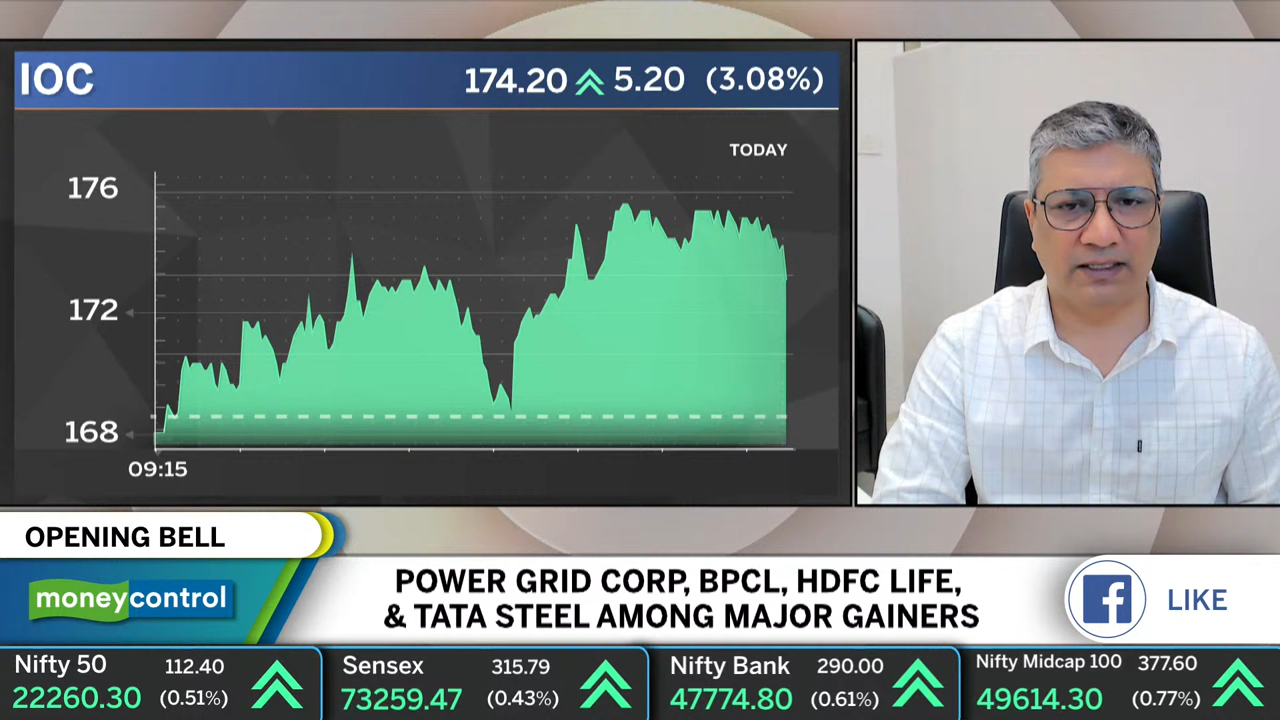 IOC
174.20 5.20 (3.08%)
TODAY
176
172
168
09:15
OPENING BELL
moneycontrol
POWER GRID CORP, BPCL, HDFC LIFE,
& TATA STEEL AMONG MAJOR GAINERS
f LIKE
Nifty 50 112.40
22260.30 (0.51%)
Sensex 315.79
73259.47 (0.43%)
Nifty Bank 290.00
47774.80 (0.61%)
Nifty Midcap 100 377.60
49614.30 (0.77%)